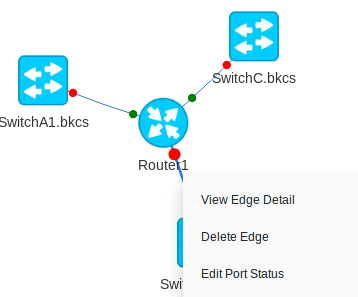 SwitchC.bkcs
SwitchA1.bkcs
Router1
View Edge Detail
Delete Edge
Edit Port Status